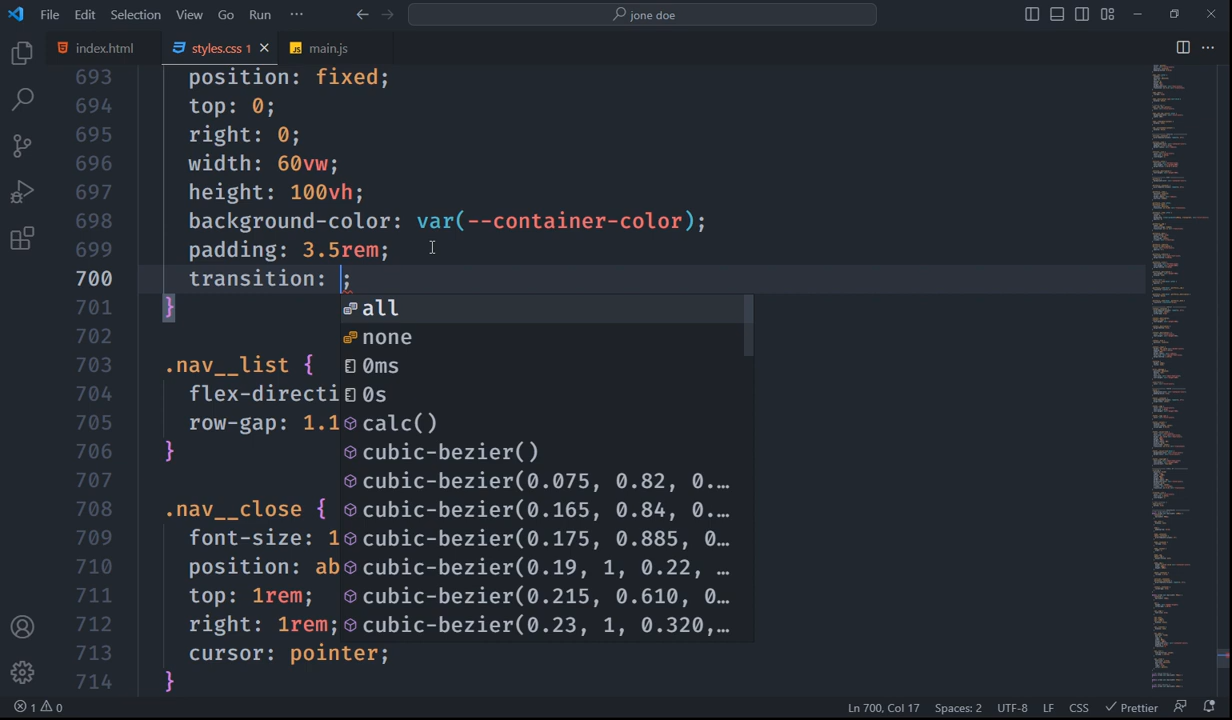 File Edit Selection View Go Run ··· jone doe
index.html styles.css 1 main.js
693 position: fixed;
694 top: 0;
695 right: 0;
696 width: 60vw;
697 height: 100vh;
698 background-color: var(--container-color);
699 padding: 3.5rem;
700 transition: ;
701 }
all
702
none
703 .nav__list {
0ms
704 flex-directi
0s
705 row-gap: 1.1
calc()
706 }
cubic-bezier()
707
cubic-bezier(0.075, 0.82, 0.…
708 .nav__close {
cubic-bezier(0.165, 0.84, 0.…
709 font-size: 1
cubic-bezier(0.175, 0.885, 0…
710 position: ab
cubic-bezier(0.19, 1, 0.22, …
711 top: 1rem;
cubic-bezier(0.215, 0.610, 0…
712 right: 1rem;
cubic-bezier(0.23, 1, 0.320,…
713 cursor: pointer;
714 }
1 0 Ln 700, Col 17 Spaces: 2 UTF-8 LF CSS Prettier